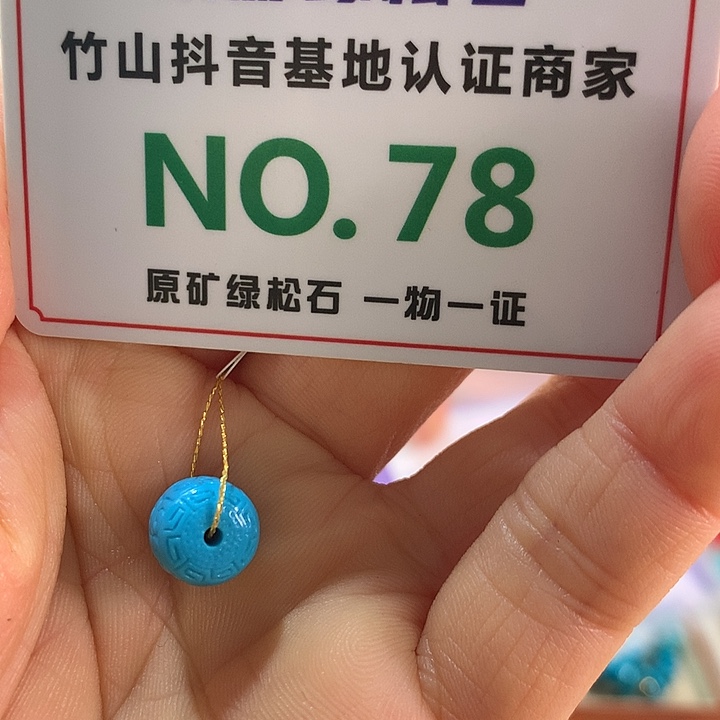 竹山抖音基地认证商家
NO. 78
原矿绿松石 一物一证